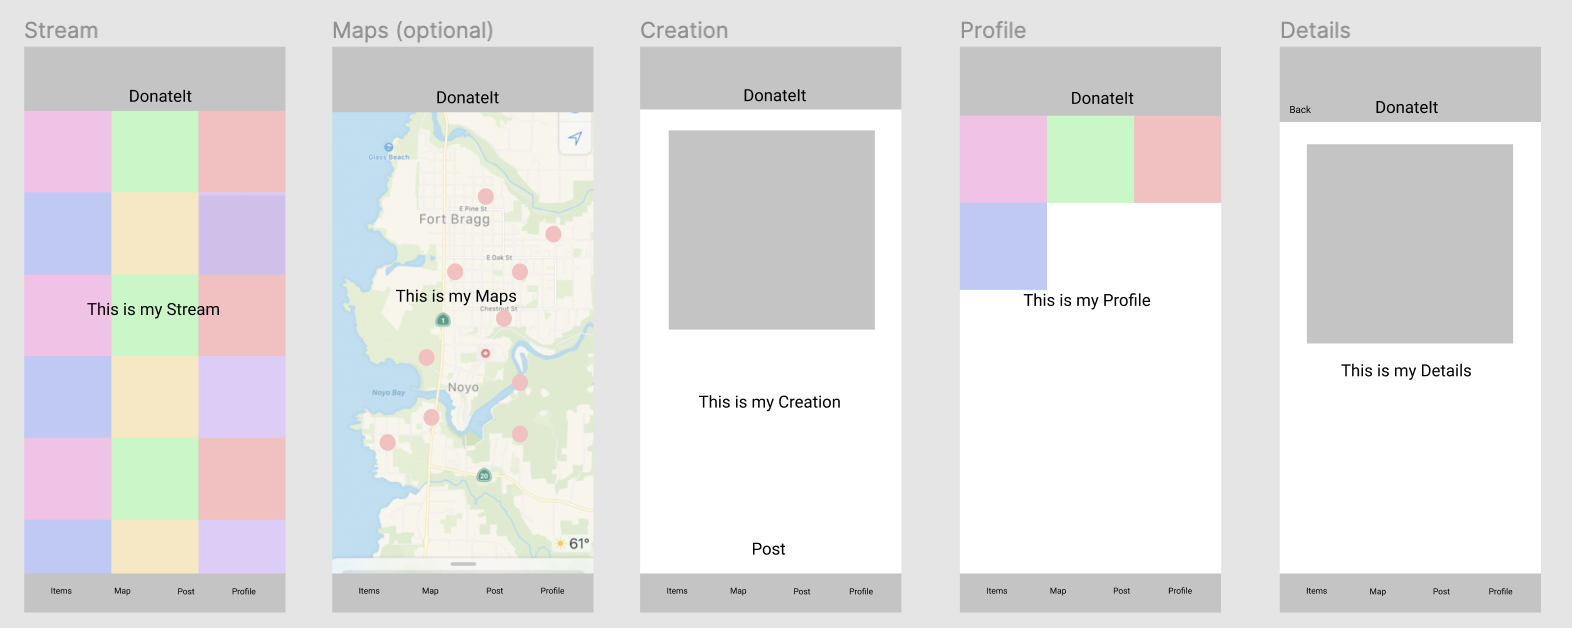 Stream
DonateIt
This is my Stream
Items Map Post Profile
Maps (optional)
DonateIt
Glass Beach
E Pine St
Fort Bragg
E Oak St
This is my Maps
Chestnut St
1
Noyo
Noyo Bay
20
61°
Items Map Post Profile
Creation
DonateIt
This is my Creation
Post
Items Map Post Profile
Profile
DonateIt
This is my Profile
Items Map Post Profile
Details
Back DonateIt
This is my Details
Items Map Post Profile